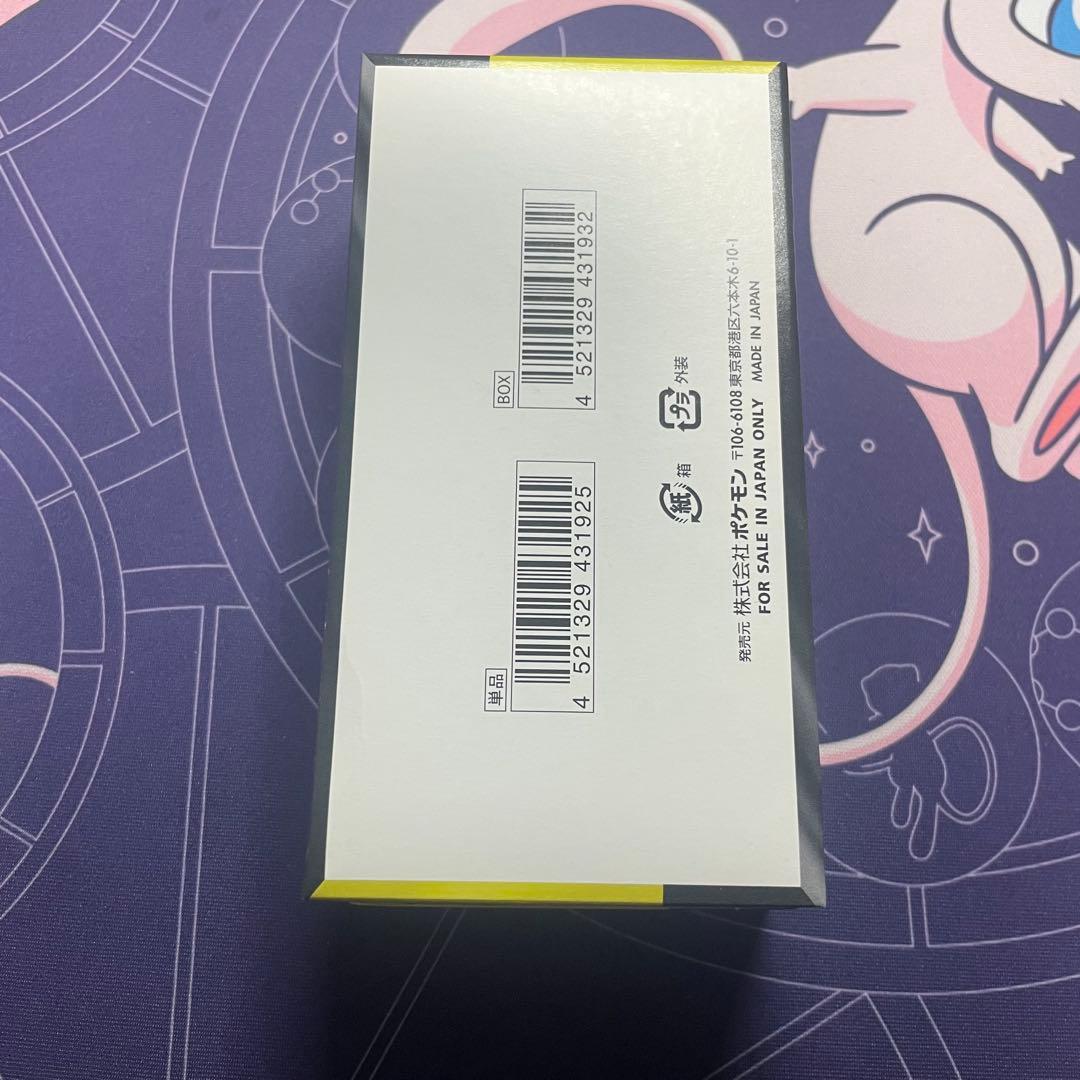 単品
4 521329 431925
BOX
4 521329 431932
紙 箱
プラ 外装
発売元 株式会社 ポケモン 〒106-6108 東京都港区六本木6-10-1
FOR SALE IN JAPAN ONLY MADE IN JAPAN